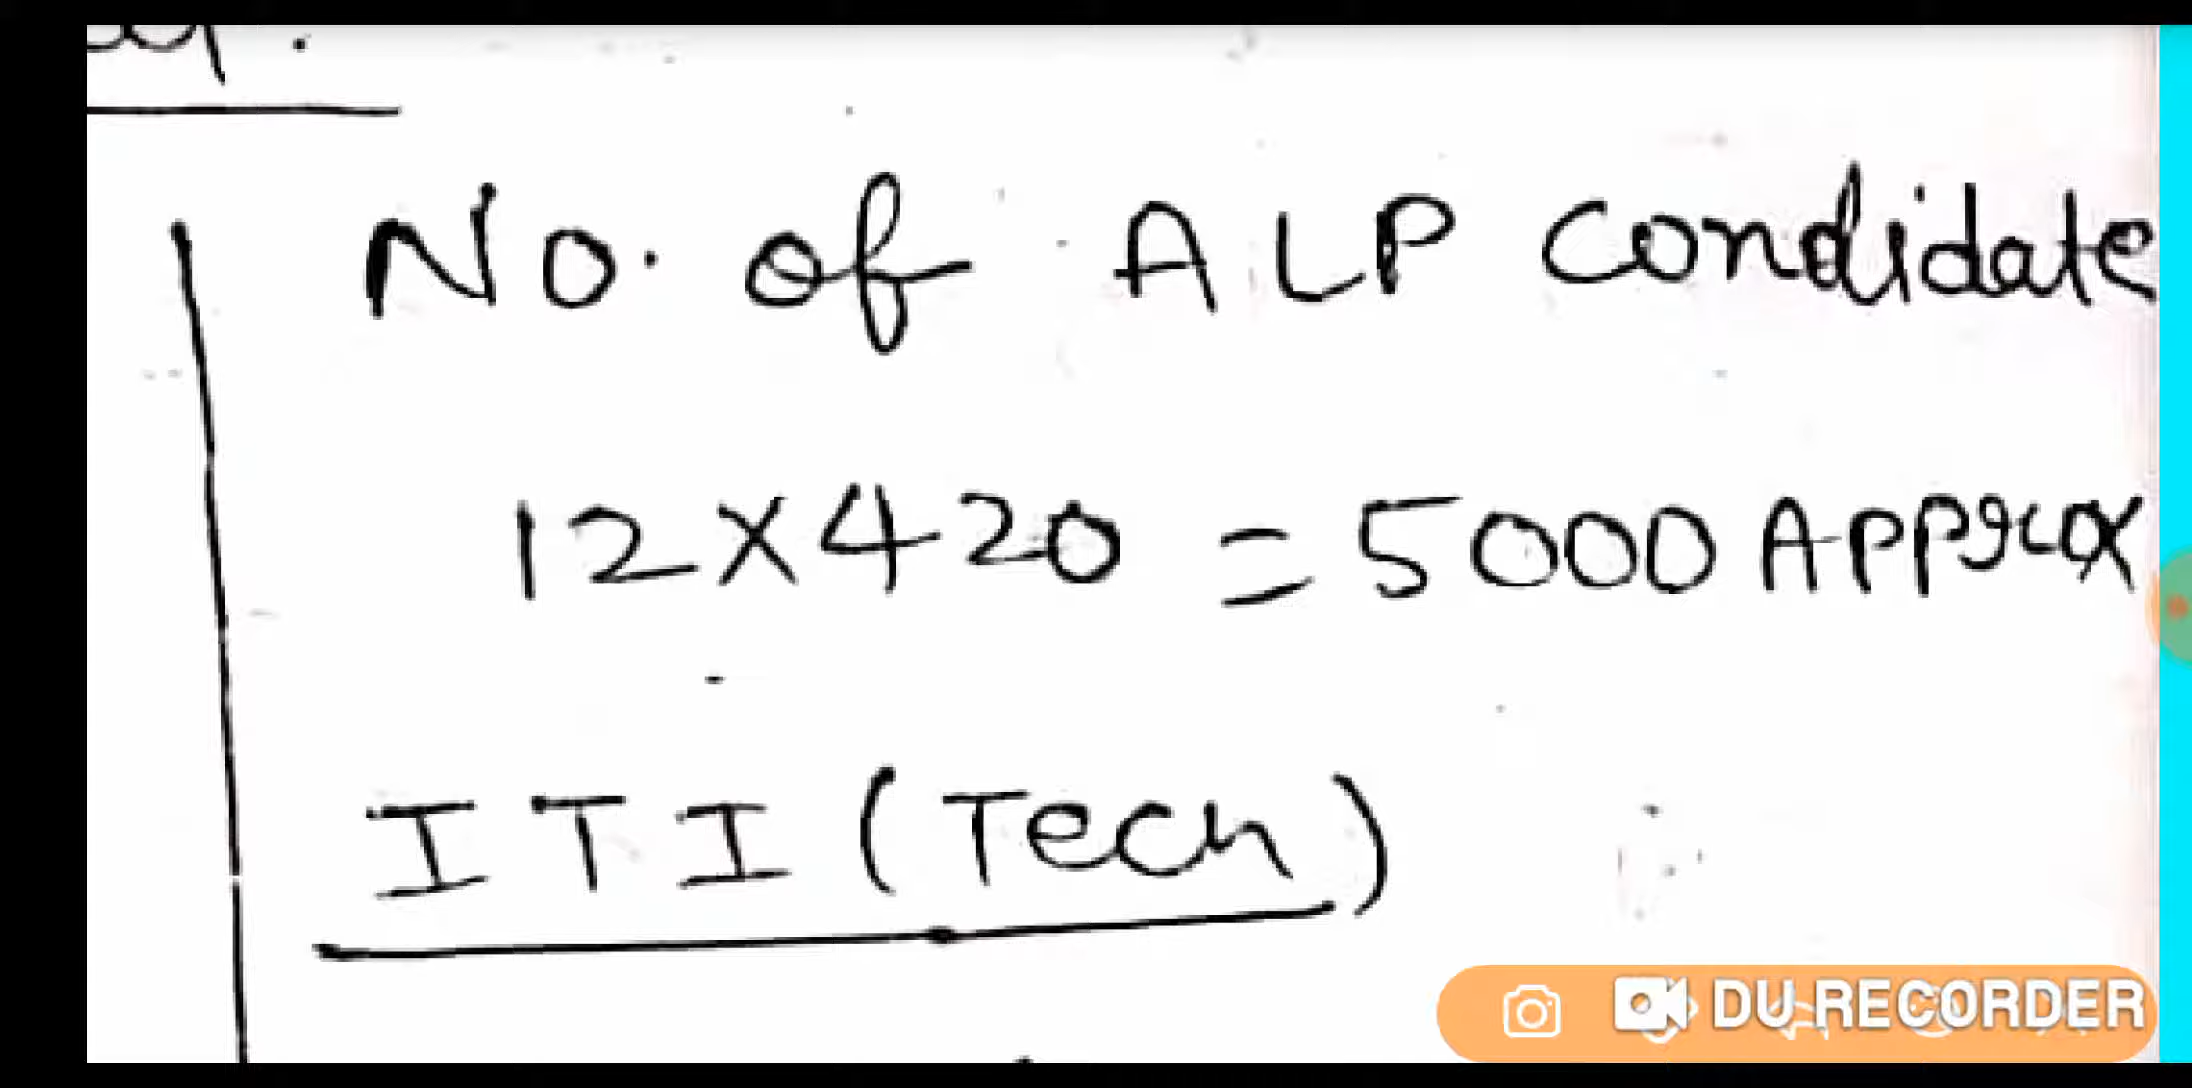 No. of ALP Condidate
12×420 = 5000 Approx
ITI (Tech)
DU RECORDER